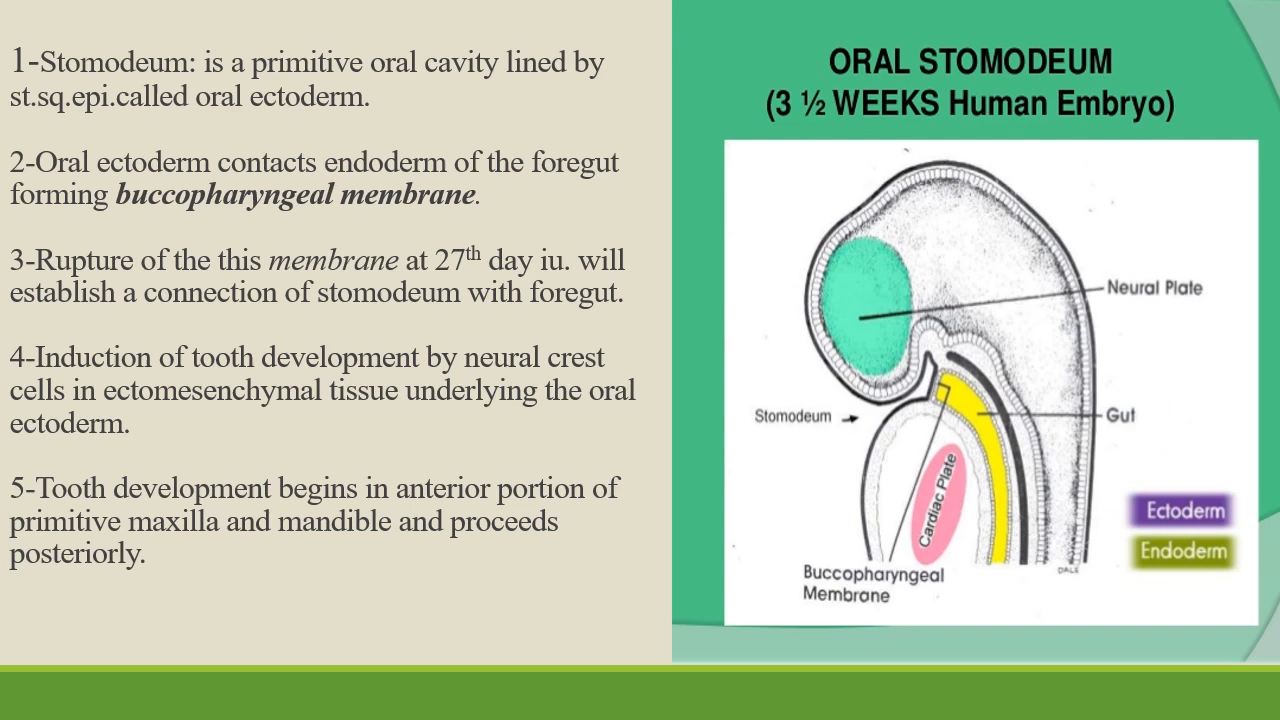 1-Stomodeum: is a primitive oral cavity lined by
st.sq.epi.called oral ectoderm.
2-Oral ectoderm contacts endoderm of the foregut
forming buccopharyngeal membrane.
3-Rupture of the this membrane at 27th day iu. will
establish a connection of stomodeum with foregut.
4-Induction of tooth development by neural crest
cells in ectomesenchymal tissue underlying the oral
ectoderm.
5-Tooth development begins in anterior portion of
primitive maxilla and mandible and proceeds
posteriorly.
ORAL STOMODEUM
(3 ½ WEEKS Human Embryo)
Neural Plate
Stomodeum
Gut
Cardiac Plate
Ectoderm
Endoderm
Buccopharyngeal
Membrane
DALE